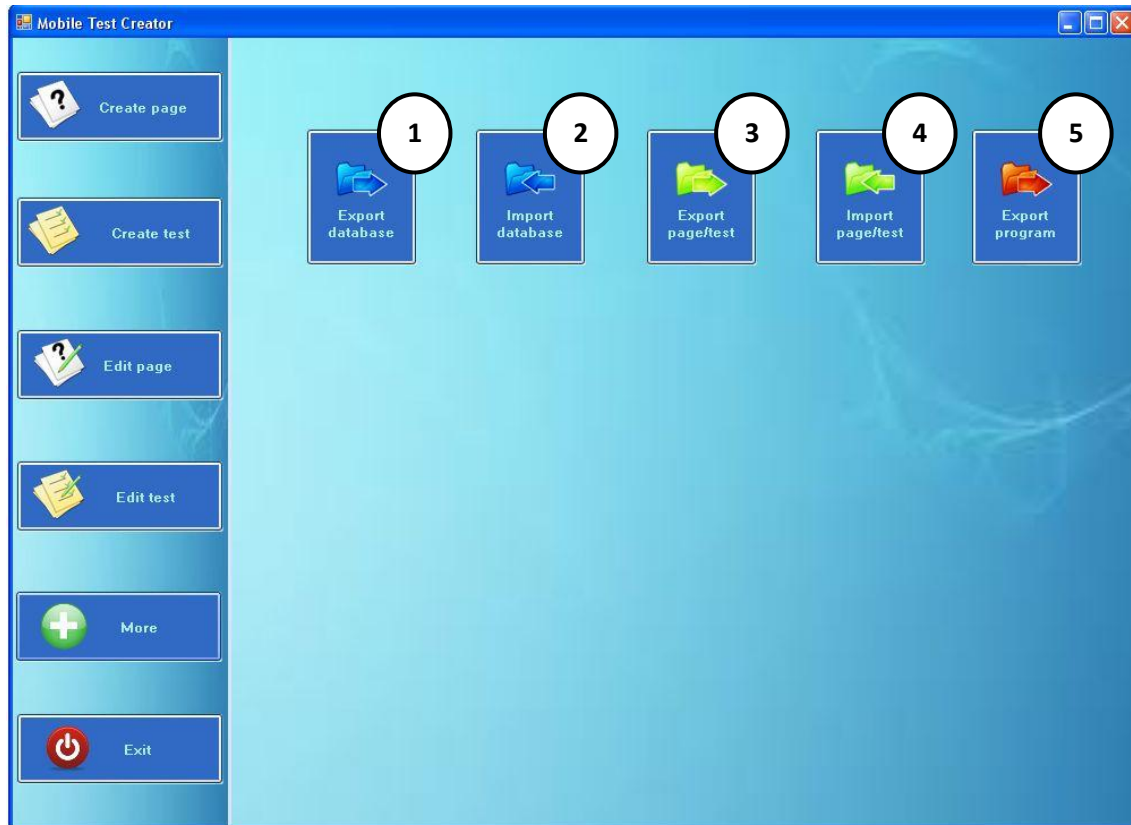 Mobile Test Creator
Create page
Create test
Edit page
Edit test
More
Exit
1
2
3
4
5
Export
database
Import
database
Export
page/test
Import
page/test
Export
program